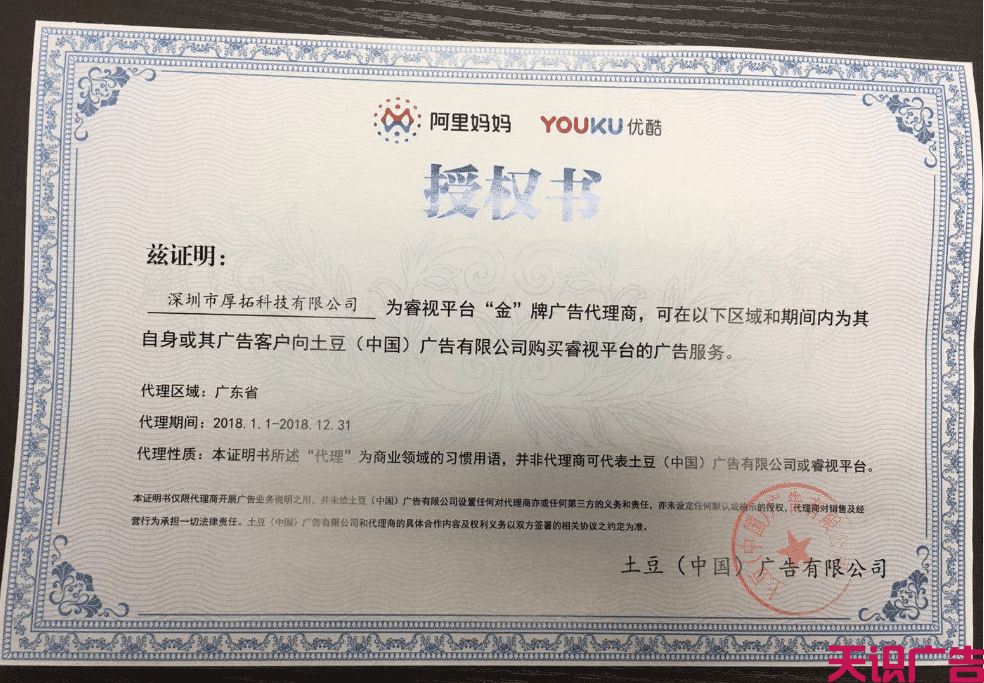 阿里妈妈 YOUKU优酷
授权书
兹证明：
深圳市厚拓科技有限公司 为睿视平台“金”牌广告代理商，可在以下区域和期间内为其
自身或其广告客户向土豆（中国）广告有限公司购买睿视平台的广告服务。
代理区域：广东省
代理期间：2018.1.1-2018.12.31
代理性质：本证明书所述“代理”为商业领域的习惯用语，并非代理商可代表土豆（中国）广告有限公司或睿视平台。
本证明书仅限代理商开展广告业务说明之用，并未给土豆（中国）广告有限公司设置任何对代理商亦或任何第三方的义务和责任，亦未设定任何默认或暗示的授权，代理商对销售及经
营行为承担一切法律责任。土豆（中国）广告有限公司和代理商的具体合作内容及权利义务以双方签署的相关协议之约定为准。
土豆（中国）广告有限公司
天识广告